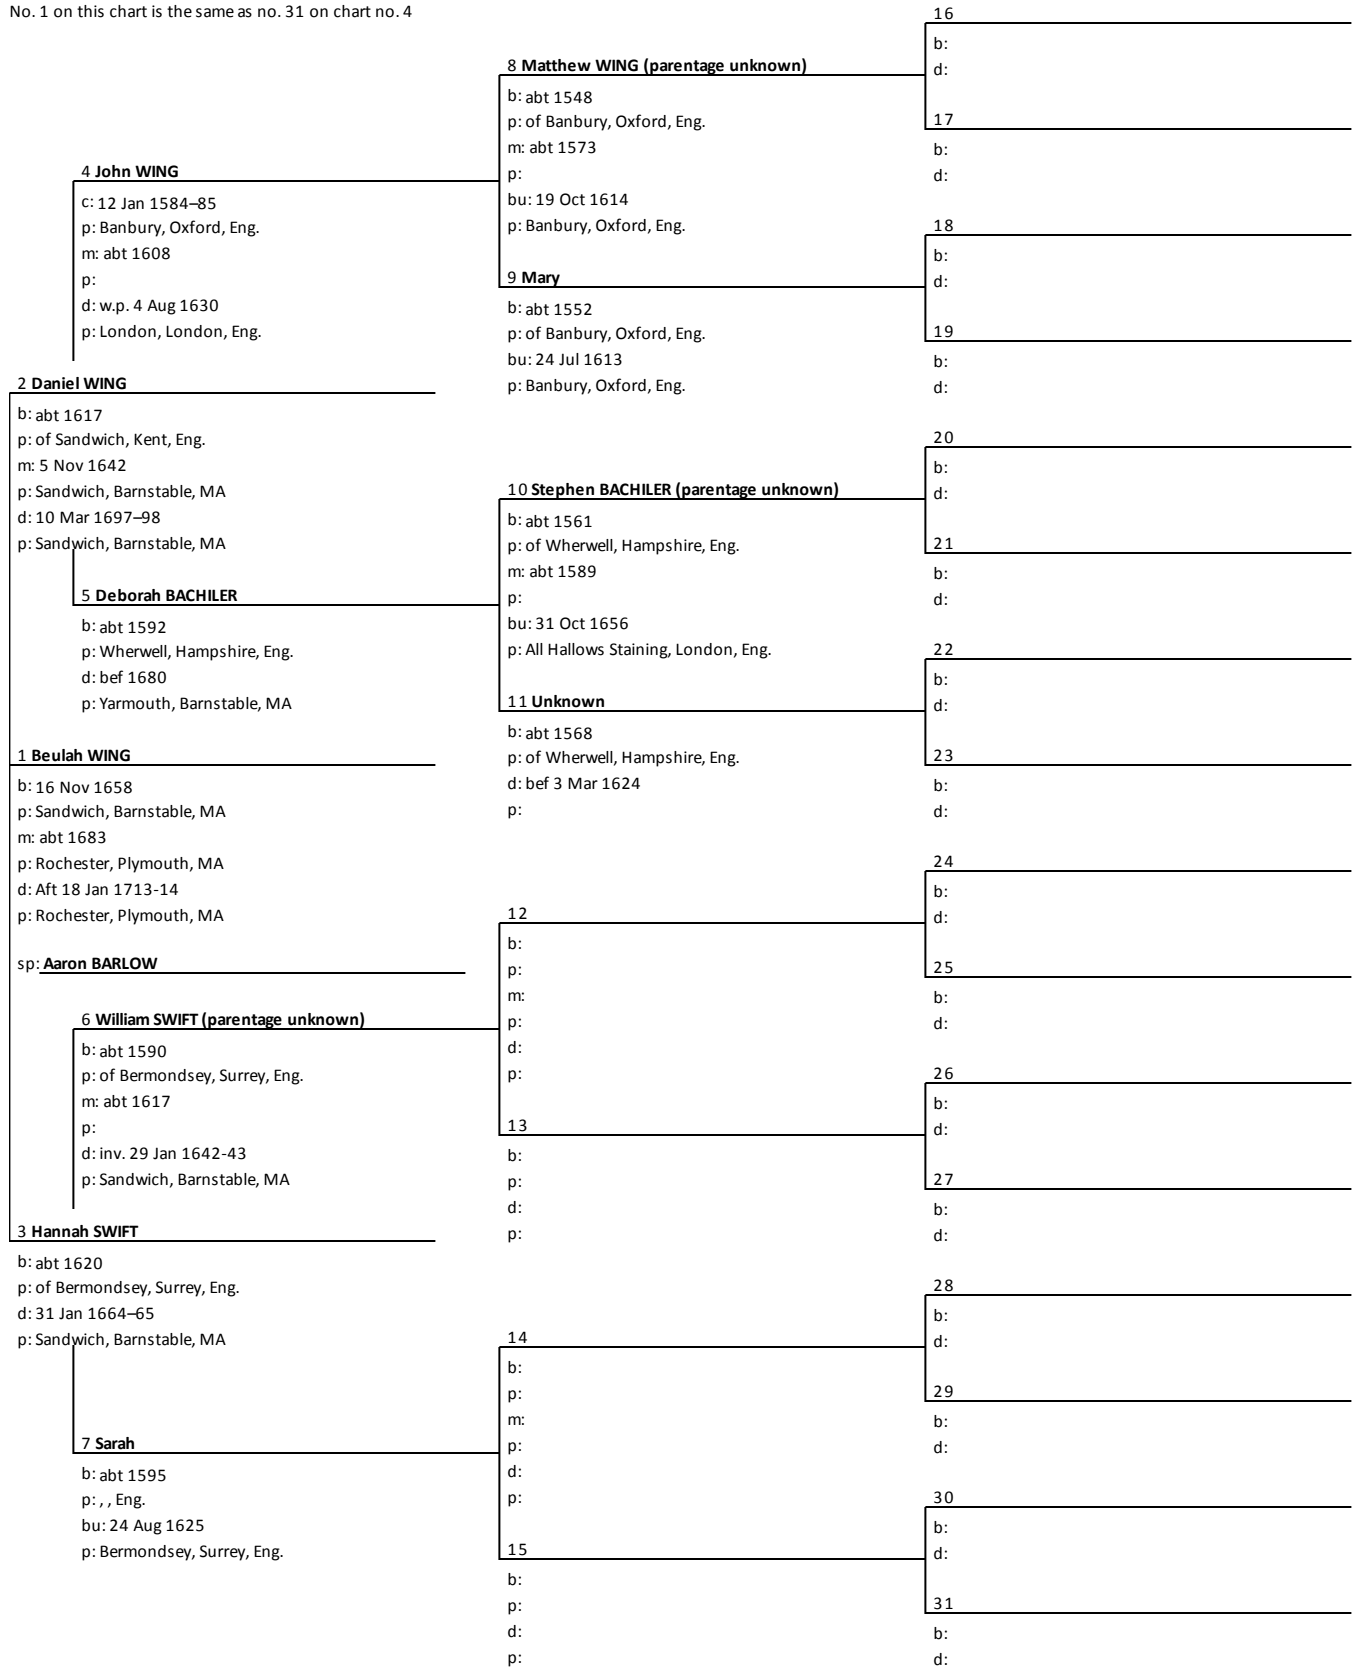 No. 1 on this chart is the same as no. 31 on chart no. 4
4 John WING
c: 12 Jan 1584–85
p: Banbury, Oxford, Eng.
m: abt 1608
p:
d: w.p. 4 Aug 1630
p: London, London, Eng.
2 Daniel WING
b: abt 1617
p: of Sandwich, Kent, Eng.
m: 5 Nov 1642
p: Sandwich, Barnstable, MA
d: 10 Mar 1697–98
p: Sandwich, Barnstable, MA
5 Deborah BACHILER
b: abt 1592
p: Wherwell, Hampshire, Eng.
d: bef 1680
p: Yarmouth, Barnstable, MA
1 Beulah WING
b: 16 Nov 1658
p: Sandwich, Barnstable, MA
m: abt 1683
p: Rochester, Plymouth, MA
d: Aft 18 Jan 1713-14
p: Rochester, Plymouth, MA
sp: Aaron BARLOW
6 William SWIFT (parentage unknown)
b: abt 1590
p: of Bermondsey, Surrey, Eng.
m: abt 1617
p:
d: inv. 29 Jan 1642-43
p: Sandwich, Barnstable, MA
3 Hannah SWIFT
b: abt 1620
p: of Bermondsey, Surrey, Eng.
d: 31 Jan 1664–65
p: Sandwich, Barnstable, MA
7 Sarah
b: abt 1595
p: , , Eng.
bu: 24 Aug 1625
p: Bermondsey, Surrey, Eng.
8 Matthew WING (parentage unknown)
b: abt 1548
p: of Banbury, Oxford, Eng.
m: abt 1573
p:
bu: 19 Oct 1614
p: Banbury, Oxford, Eng.
9 Mary
b: abt 1552
p: of Banbury, Oxford, Eng.
bu: 24 Jul 1613
p: Banbury, Oxford, Eng.
10 Stephen BACHILER (parentage unknown)
b: abt 1561
p: of Wherwell, Hampshire, Eng.
m: abt 1589
p:
bu: 31 Oct 1656
p: All Hallows Staining, London, Eng.
11 Unknown
b: abt 1568
p: of Wherwell, Hampshire, Eng.
d: bef 3 Mar 1624
p:
12
b:
p:
m:
p:
d:
p:
13
b:
p:
d:
p:
14
b:
p:
m:
p:
d:
p:
15
b:
p:
d:
p:
16
b:
d:
17
b:
d:
18
b:
d:
19
b:
d:
20
b:
d:
21
b:
d:
22
b:
d:
23
b:
d:
24
b:
d:
25
b:
d:
26
b:
d:
27
b:
d:
28
b:
d:
29
b:
d:
30
b:
d:
31
b:
d: